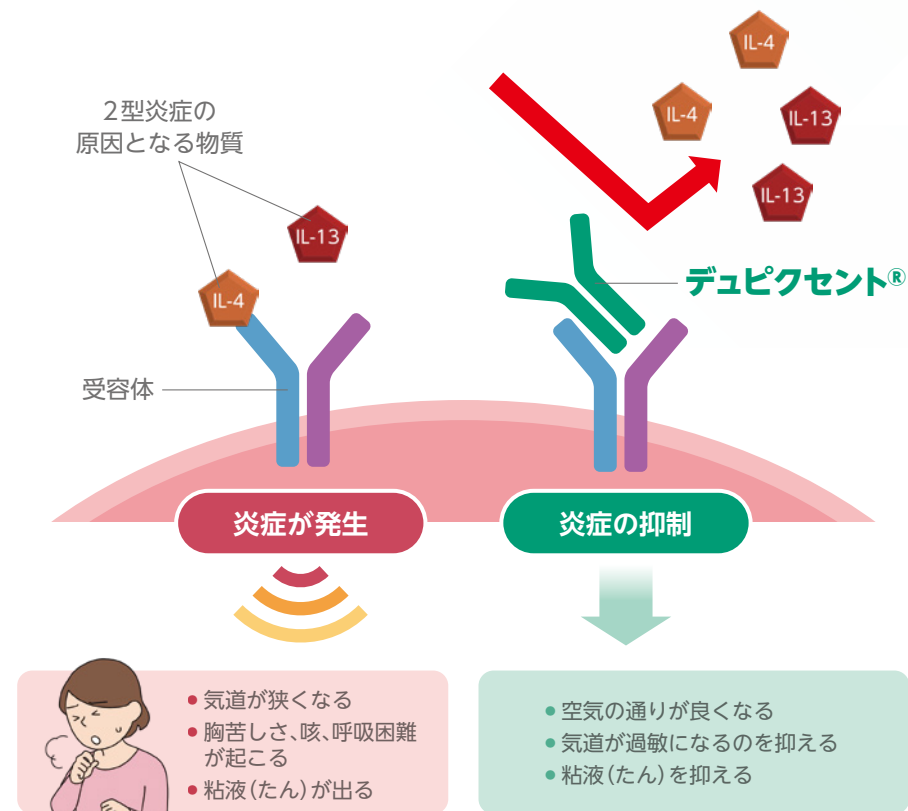 IL-4
IL-4
IL-13
IL-13
2型炎症の
原因となる物質
IL-13
IL-4
デュピクセント®
受容体
炎症が発生
炎症の抑制
• 気道が狭くなる
• 胸苦しさ、咳、呼吸困難
が起こる
• 粘液(たん)が出る
• 空気の通りが良くなる
• 気道が過敏になるのを抑える
• 粘液(たん)を抑える